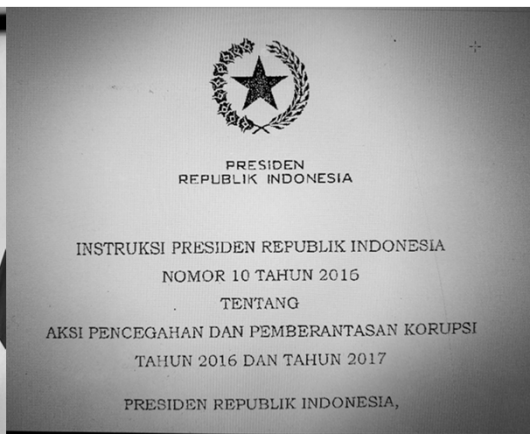 PRESIDEN
REPUBLIK INDONESIA
INSTRUKSI PRESIDEN REPUBLIK INDONESIA
NOMOR 10 TAHUN 2016
TENTANG
AKSI PENCEGAHAN DAN PEMBERANTASAN KORUPSI
TAHUN 2016 DAN TAHUN 2017
PRESIDEN REPUBLIK INDONESIA,